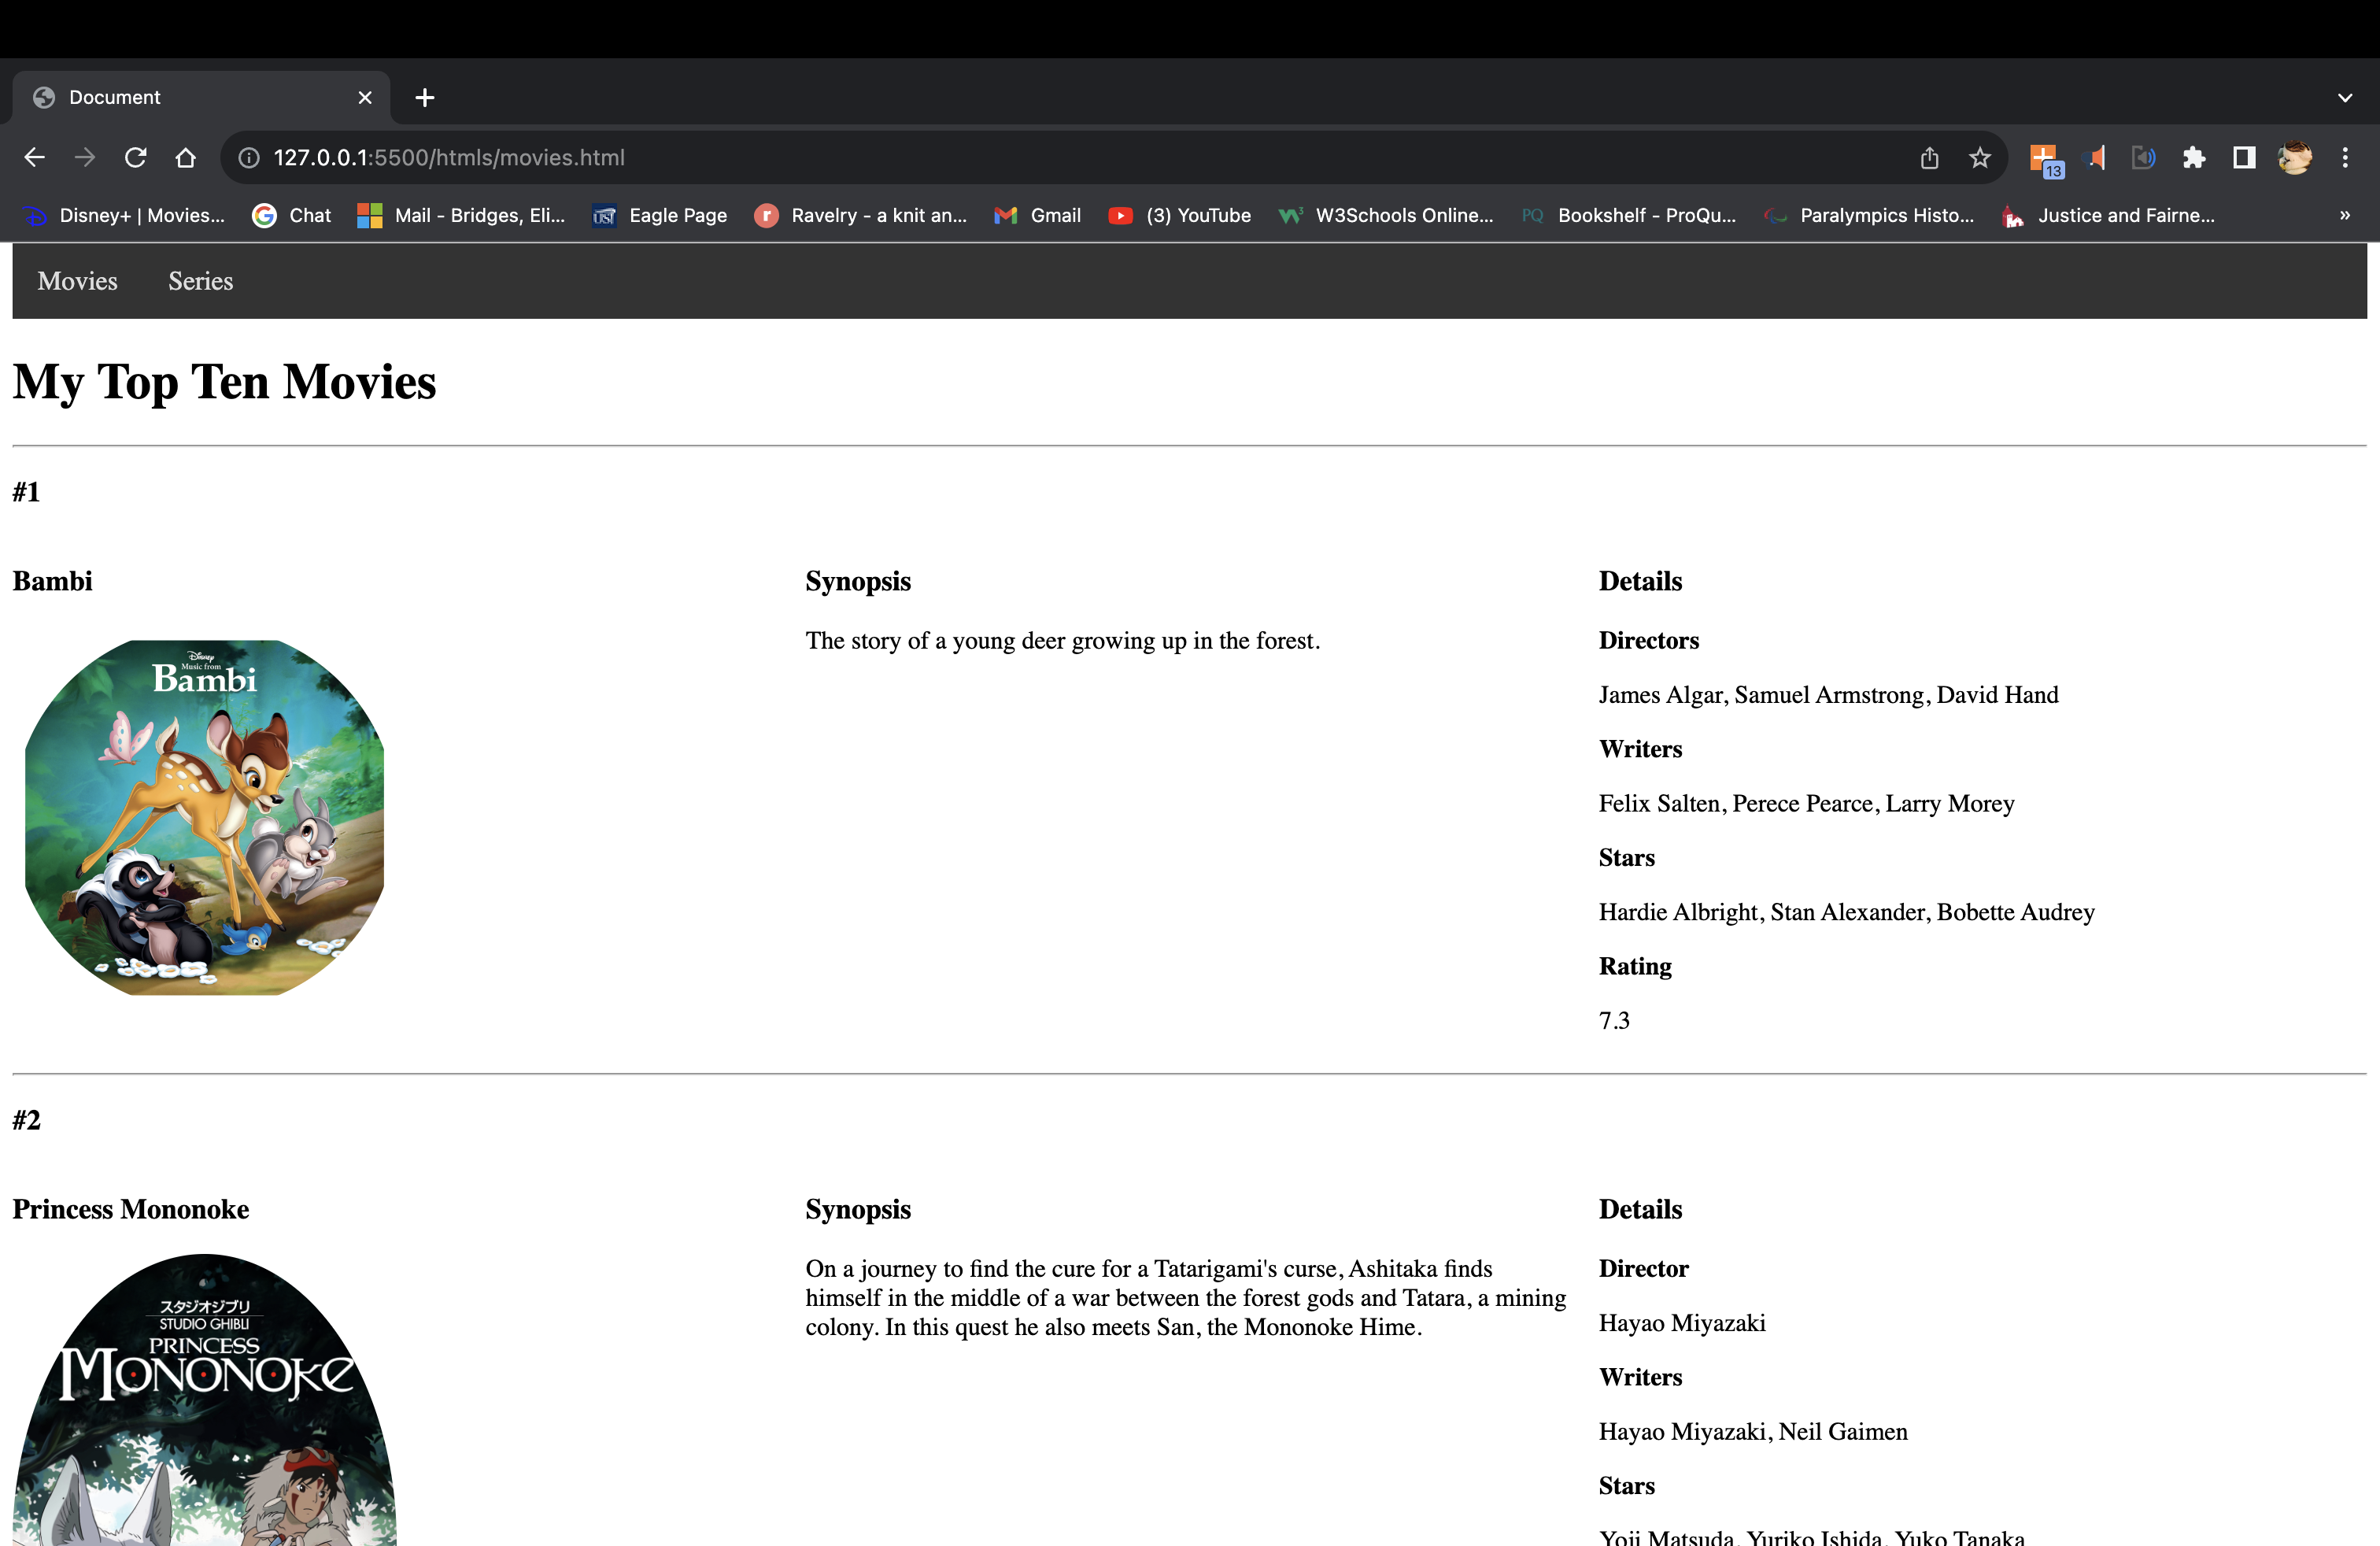 Document
127.0.0.1:5500/htmls/movies.html
13
Disney+ | Movies...
Chat
Mail - Bridges, Eli...
UST
Eagle Page
r
Ravelry - a knit an...
Gmail
(3) YouTube
W3Schools Online...
PQ
Bookshelf - ProQu...
Paralympics Histo...
Justice and Fairne...
»
Movies
Series
My Top Ten Movies
#1
Bambi
Synopsis
Details
Disney
Music from
Bambi
The story of a young deer growing up in the forest.
Directors
James Algar, Samuel Armstrong, David Hand
Writers
Felix Salten, Perece Pearce, Larry Morey
Stars
Hardie Albright, Stan Alexander, Bobette Audrey
Rating
7.3
#2
Princess Mononoke
Synopsis
Details
スタジオジブリ
STUDIO GHIBLI
PRINCESS
MONONOKE
On a journey to find the cure for a Tatarigami's curse, Ashitaka finds
himself in the middle of a war between the forest gods and Tatara, a mining
colony. In this quest he also meets San, the Mononoke Hime.
Director
Hayao Miyazaki
Writers
Hayao Miyazaki, Neil Gaimen
Stars
Yoji Matsuda, Yuriko Ishida, Yuko Tanaka